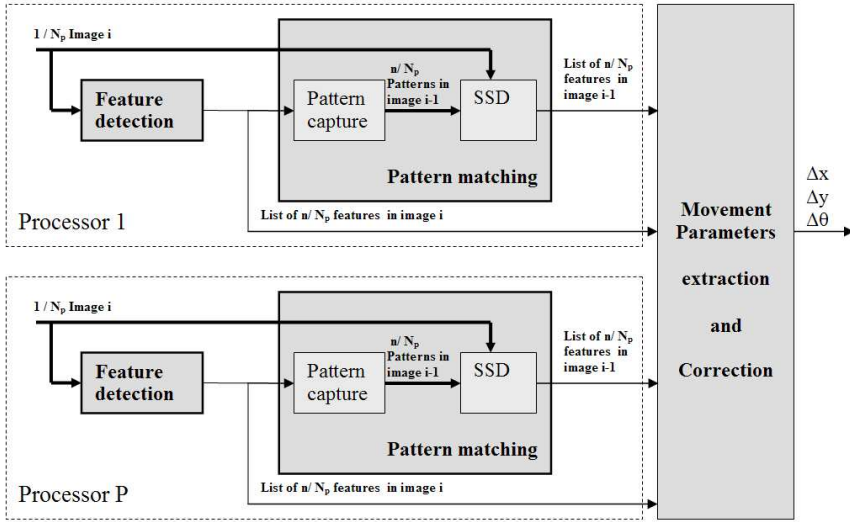 1 / Np Image i
Feature
detection
Pattern
capture
n/ Np
Patterns in
image i-1
SSD
Pattern matching
List of n/ Np
features in
image i-1
List of n/ Np features in image i
Processor 1
1 / Np Image i
Feature
detection
Pattern
capture
n/ Np
Patterns in
image i-1
SSD
Pattern matching
List of n/ Np
features in
image i-1
List of n/ Np features in image i
Processor P
Movement
Parameters
extraction
and
Correction
Δx
Δy
Δθ